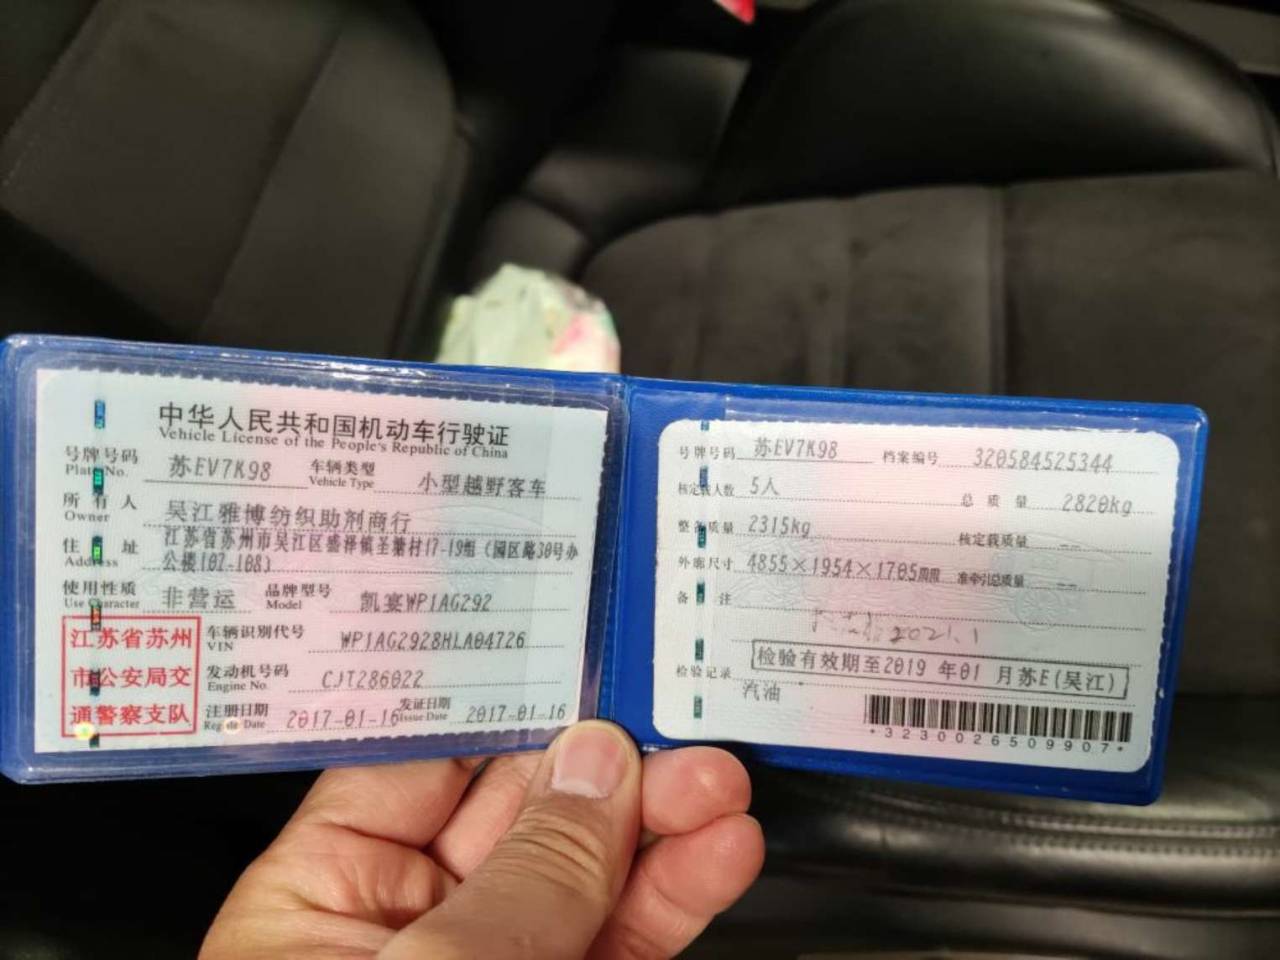 中华人民共和国机动车行驶证
Vehicle License of the People's Republic of China
号牌号码 苏EV7K98 车辆类型 小型越野客车
Plate No. Vehicle Type
所有人 吴江雅博纺织助剂商行
Owner
住址 江苏省苏州市吴江区盛泽镇圣塘村17-19组(园区路30号办
Address 公楼107-108)
使用性质 非营运 品牌型号 凯宴WP1AG292
Use Character Model
江苏省苏州
市公安局交
通警察支队
车辆识别代号 WP1AG2928HLA04726
VIN
发动机号码 CJT286022
Engine No.
注册日期 2017-01-16 发证日期 2017-01-16
Register Date Issue Date
号牌号码 苏EV7K98 档案编号 320584525344
核定载人数 5人 总质量 2820kg
整备质量 2315kg 核定载质量 --
外廓尺寸 4855×1954×1705mm 准牵引总质量 --
备注
2021.1
检验记录 检验有效期至2019年01月苏E(吴江)
汽油
*3230026509907*